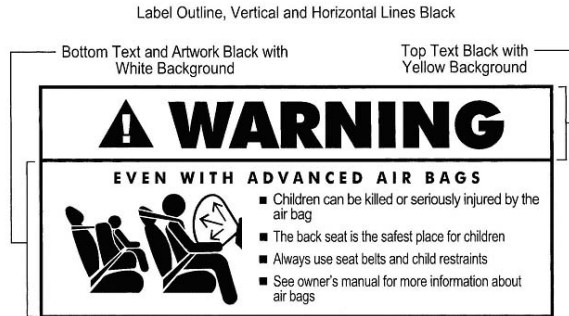 Label Outline, Vertical and Horizontal Lines Black
Bottom Text and Artwork Black with
White Background
Top Text Black with
Yellow Background
WARNING
EVEN WITH ADVANCED AIR BAGS
■ Children can be killed or seriously injured by the
air bag
■ The back seat is the safest place for children
■ Always use seat belts and child restraints
■ See owner's manual for more information about
air bags